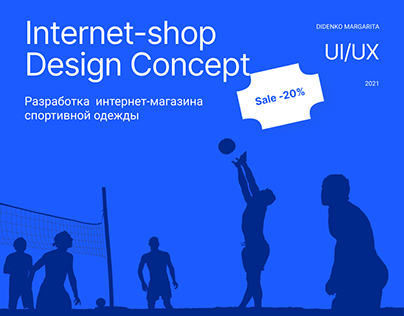 Internet-shop
Design Concept
DIDENKO MARGARITA
UI/UX
2021
Sale -20%
Разработка интернет-магазина
спортивной одежды